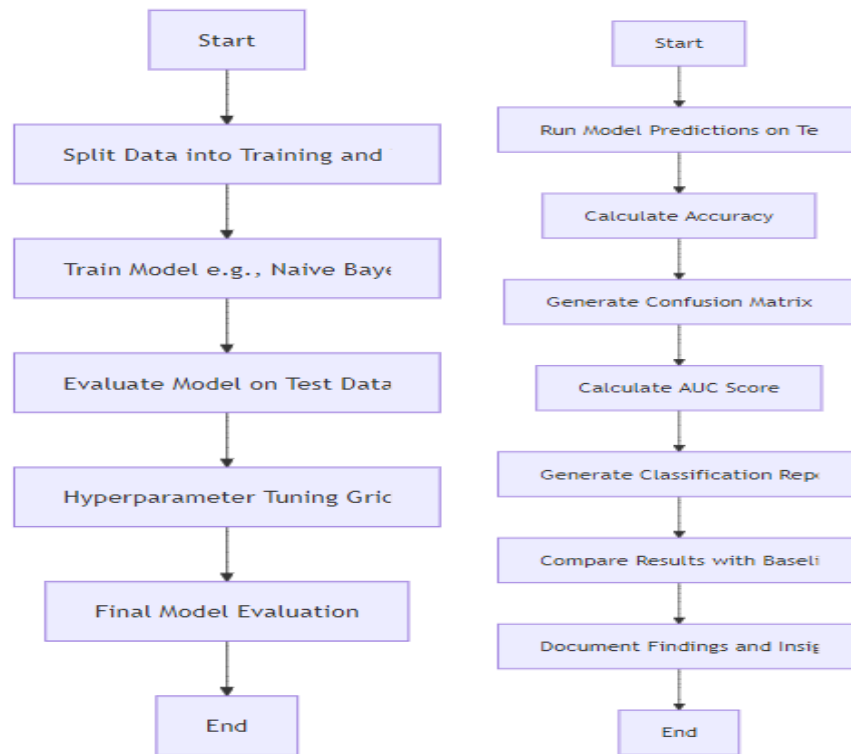 Start
Split Data into Training and
Train Model e.g., Naive Baye
Evaluate Model on Test Data
Hyperparameter Tuning Gric
Final Model Evaluation
End
Start
Run Model Predictions on Te
Calculate Accuracy
Generate Confusion Matrix
Calculate AUC Score
Generate Classification Repo
Compare Results with Baseli
Document Findings and Insig
End